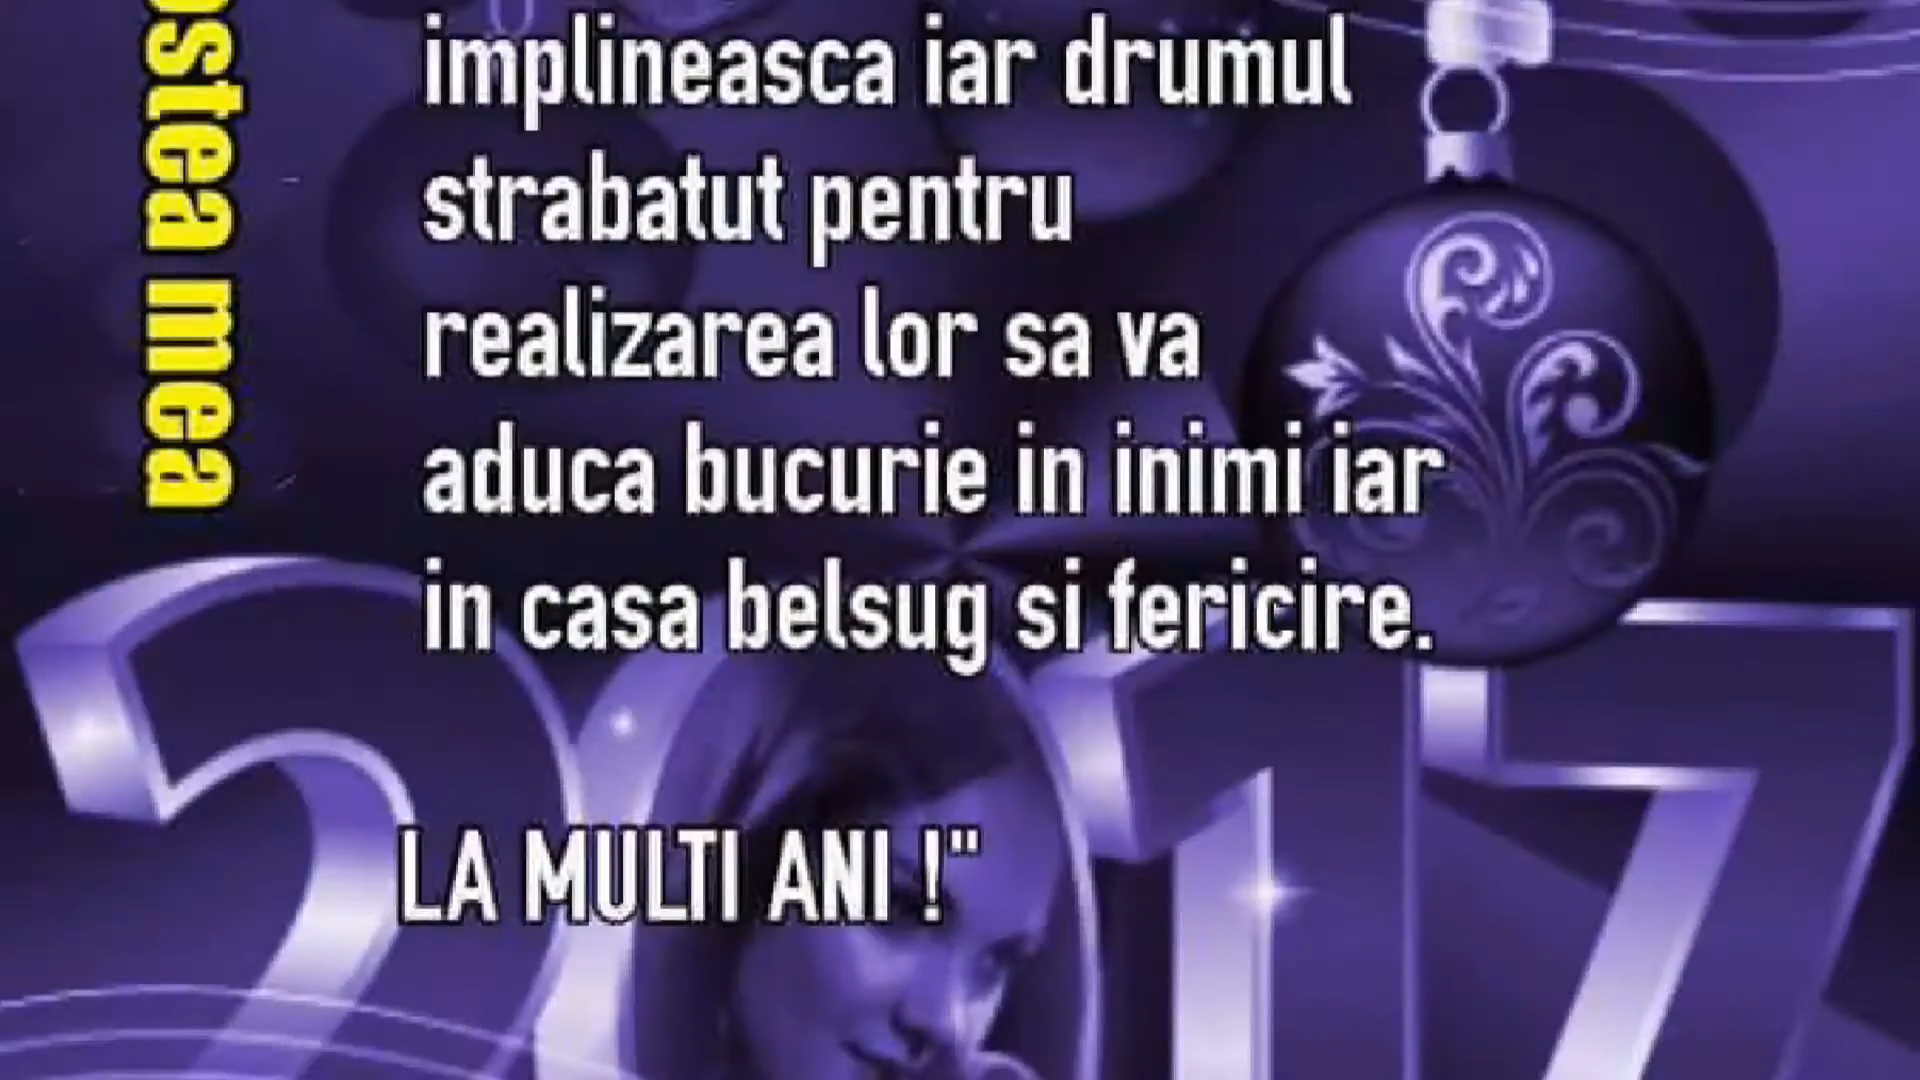 implineasca iar drumul
strabatut pentru
realizarea lor sa va
aduca bucurie in inimi iar
in casa belsug si fericire.
LA MULTI ANI !"
mea
2017